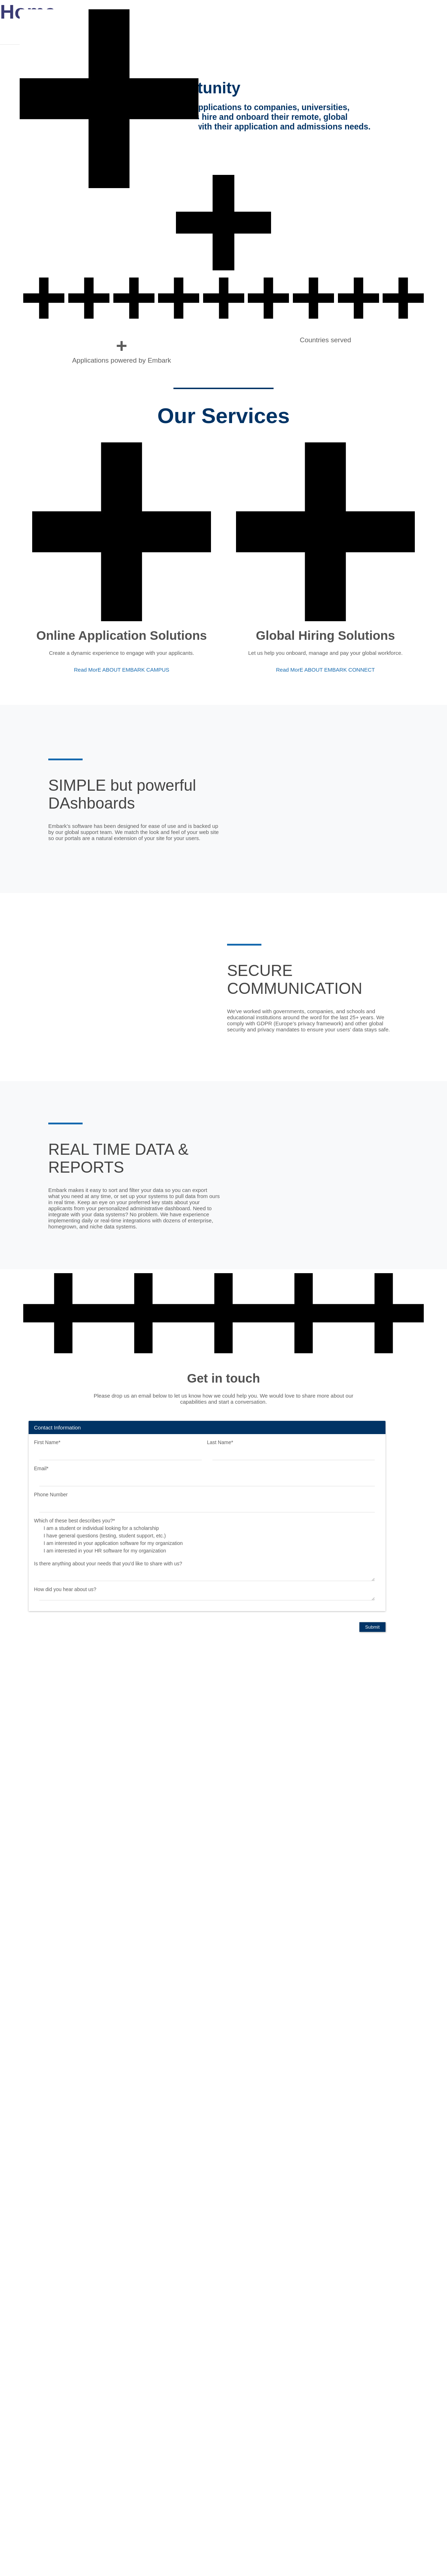 tunity
pplications to companies, universities,
hire and onboard their remote, global
with their application and admissions needs.
+
Applications powered by Embark
Countries served
Our Services
Online Application Solutions
Create a dynamic experience to engage with your applicants.
Read MorE ABOUT EMBARK CAMPUS
Global Hiring Solutions
Let us help you onboard, manage and pay your global workforce.
Read MorE ABOUT EMBARK CONNECT
SIMPLE but powerful
DAshboards
Embark's software has been designed for ease of use and is backed up
by our global support team. We match the look and feel of your web site
so our portals are a natural extension of your site for your users.
SECURE
COMMUNICATION
We've worked with governments, companies, and schools and
educational institutions around the word for the last 25+ years. We
comply with GDPR (Europe's privacy framework) and other global
security and privacy mandates to ensure your users' data stays safe.
REAL TIME DATA &
REPORTS
Embark makes it easy to sort and filter your data so you can export
what you need at any time, or set up your systems to pull data from ours
in real time. Keep an eye on your preferred key stats about your
applicants from your personalized administrative dashboard. Need to
integrate with your data systems? No problem. We have experience
implementing daily or real-time integrations with dozens of enterprise,
homegrown, and niche data systems.
Get in touch
Please drop us an email below to let us know how we could help you. We would love to share more about our
capabilities and start a conversation.
Contact Information
First Name*
Last Name*
Email*
Phone Number
Which of these best describes you?*
I am a student or individual looking for a scholarship
I have general questions (testing, student support, etc.)
I am interested in your application software for my organization
I am interested in your HR software for my organization
Is there anything about your needs that you'd like to share with us?
How did you hear about us?
Submit